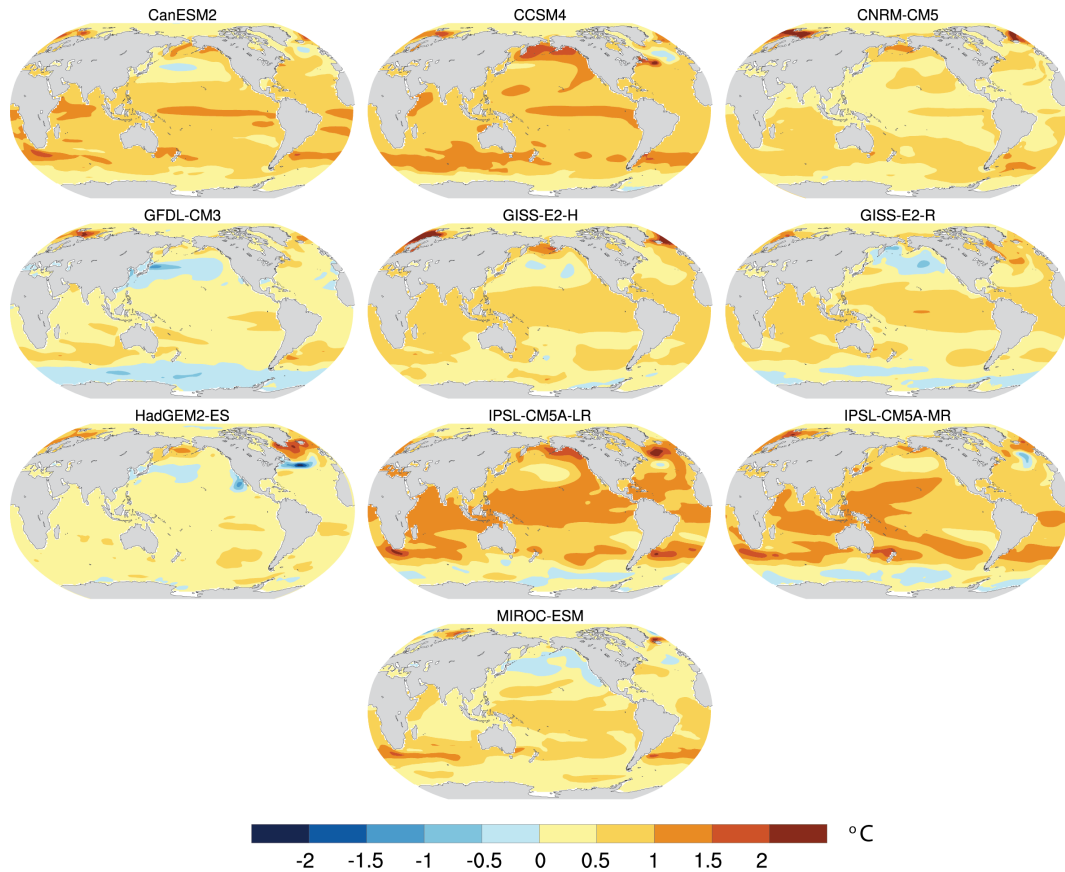 CanESM2
CCSM4
CNRM-CM5
GFDL-CM3
GISS-E2-H
GISS-E2-R
HadGEM2-ES
IPSL-CM5A-LR
IPSL-CM5A-MR
MIROC-ESM
-2 -1.5 -1 -0.5 0 0.5 1 1.5 2 °C